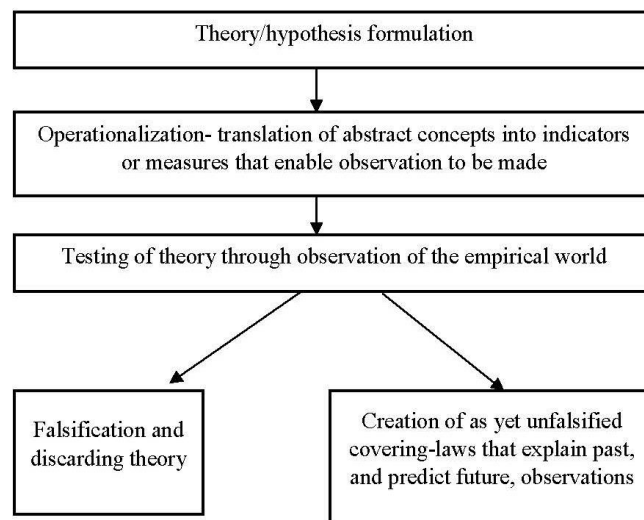 Theory/hypothesis formulation
Operationalization- translation of abstract concepts into indicators
or measures that enable observation to be made
Testing of theory through observation of the empirical world
Falsification and
discarding theory
Creation of as yet unfalsified
covering-laws that explain past,
and predict future, observations